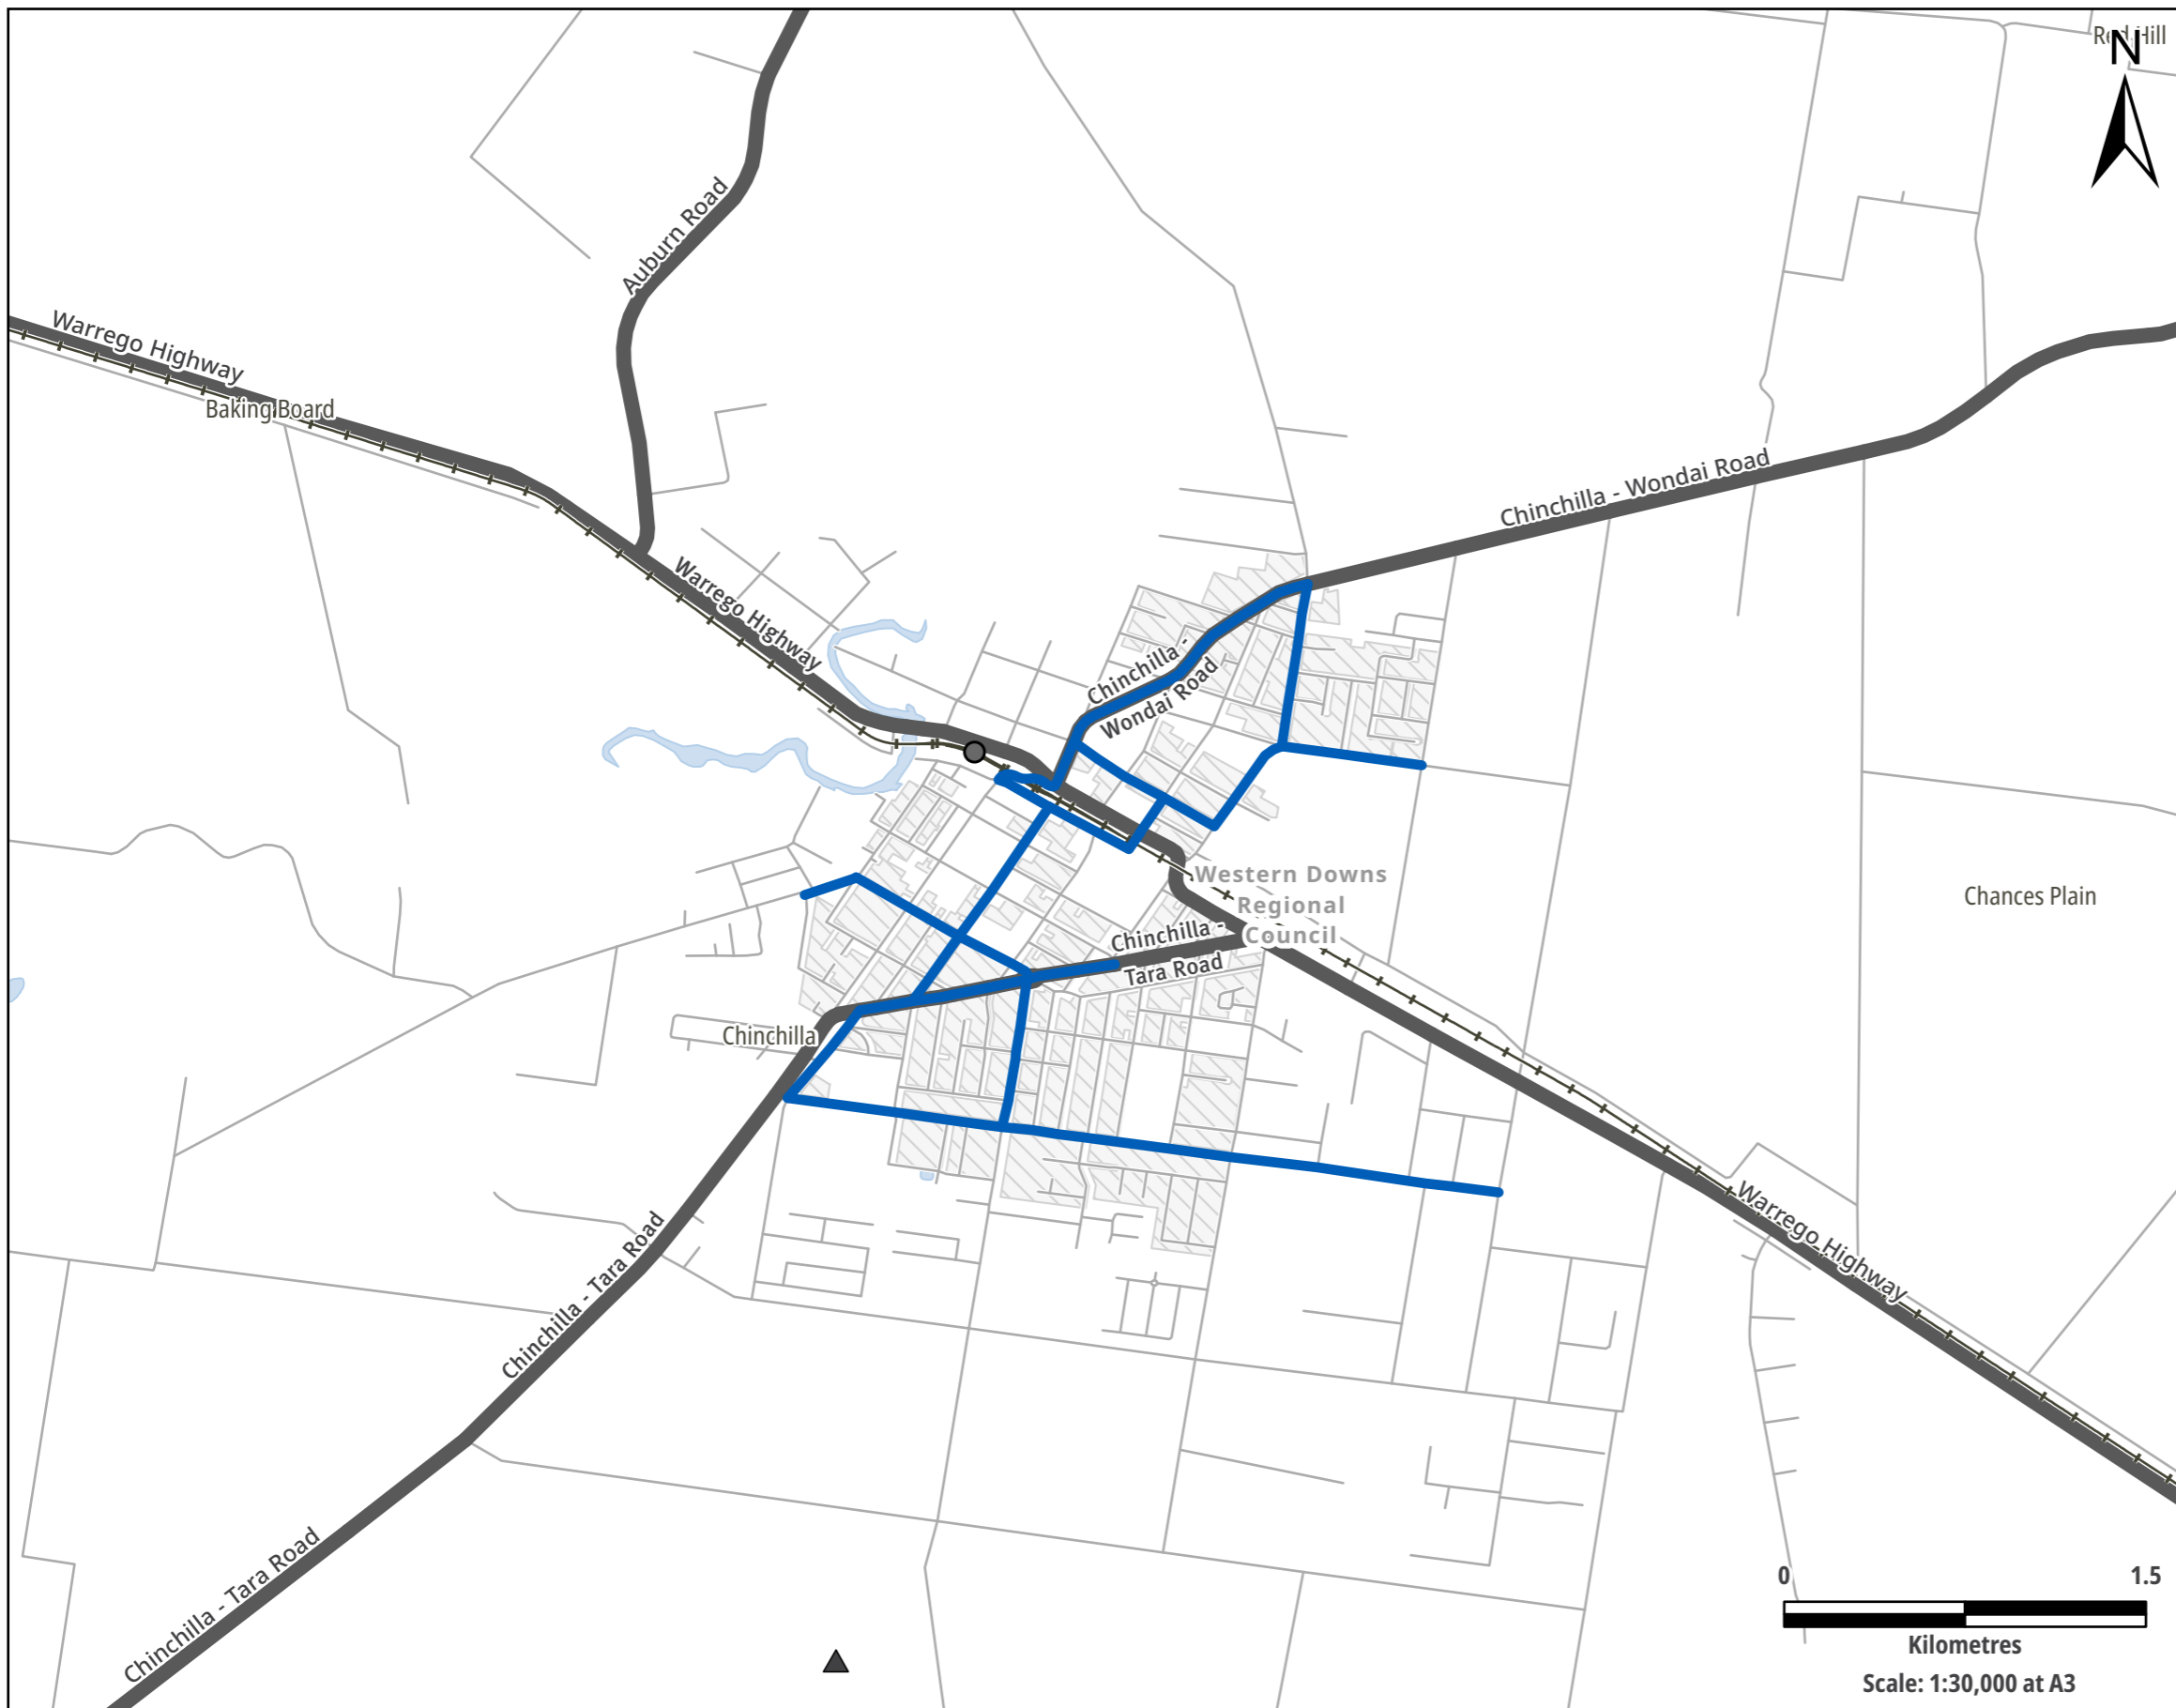 Red Hill
N
Auburn Road
Warrego Highway
Baking Board
Chinchilla - Wondai Road
Warrego Highway
Chinchilla -
Wondai Road
Western Downs
Regional
Council
Chances Plain
Chinchilla -
Tara Road
Chinchilla
Warrego Highway
Chinchilla - Tara Road
Chinchilla - Tara Road
0 1.5
Kilometres
Scale: 1:30,000 at A3